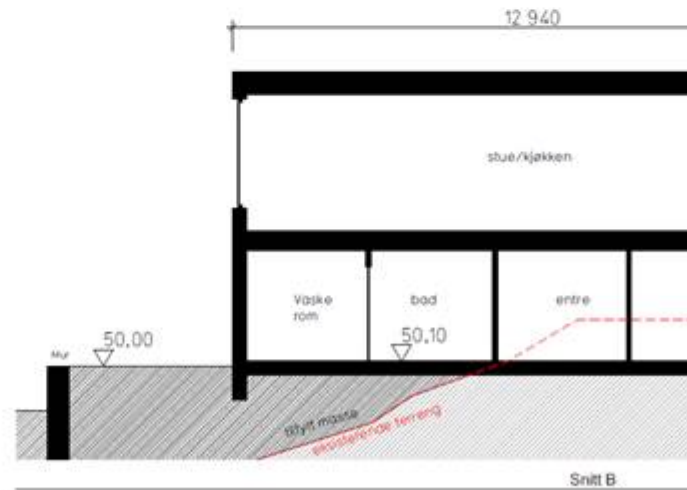 12 940
stue/kjøkken
Vaske
rom
bad
entre
50,00
50,10
Mur
tilfylt masse
eksisterende terreng
Snitt B